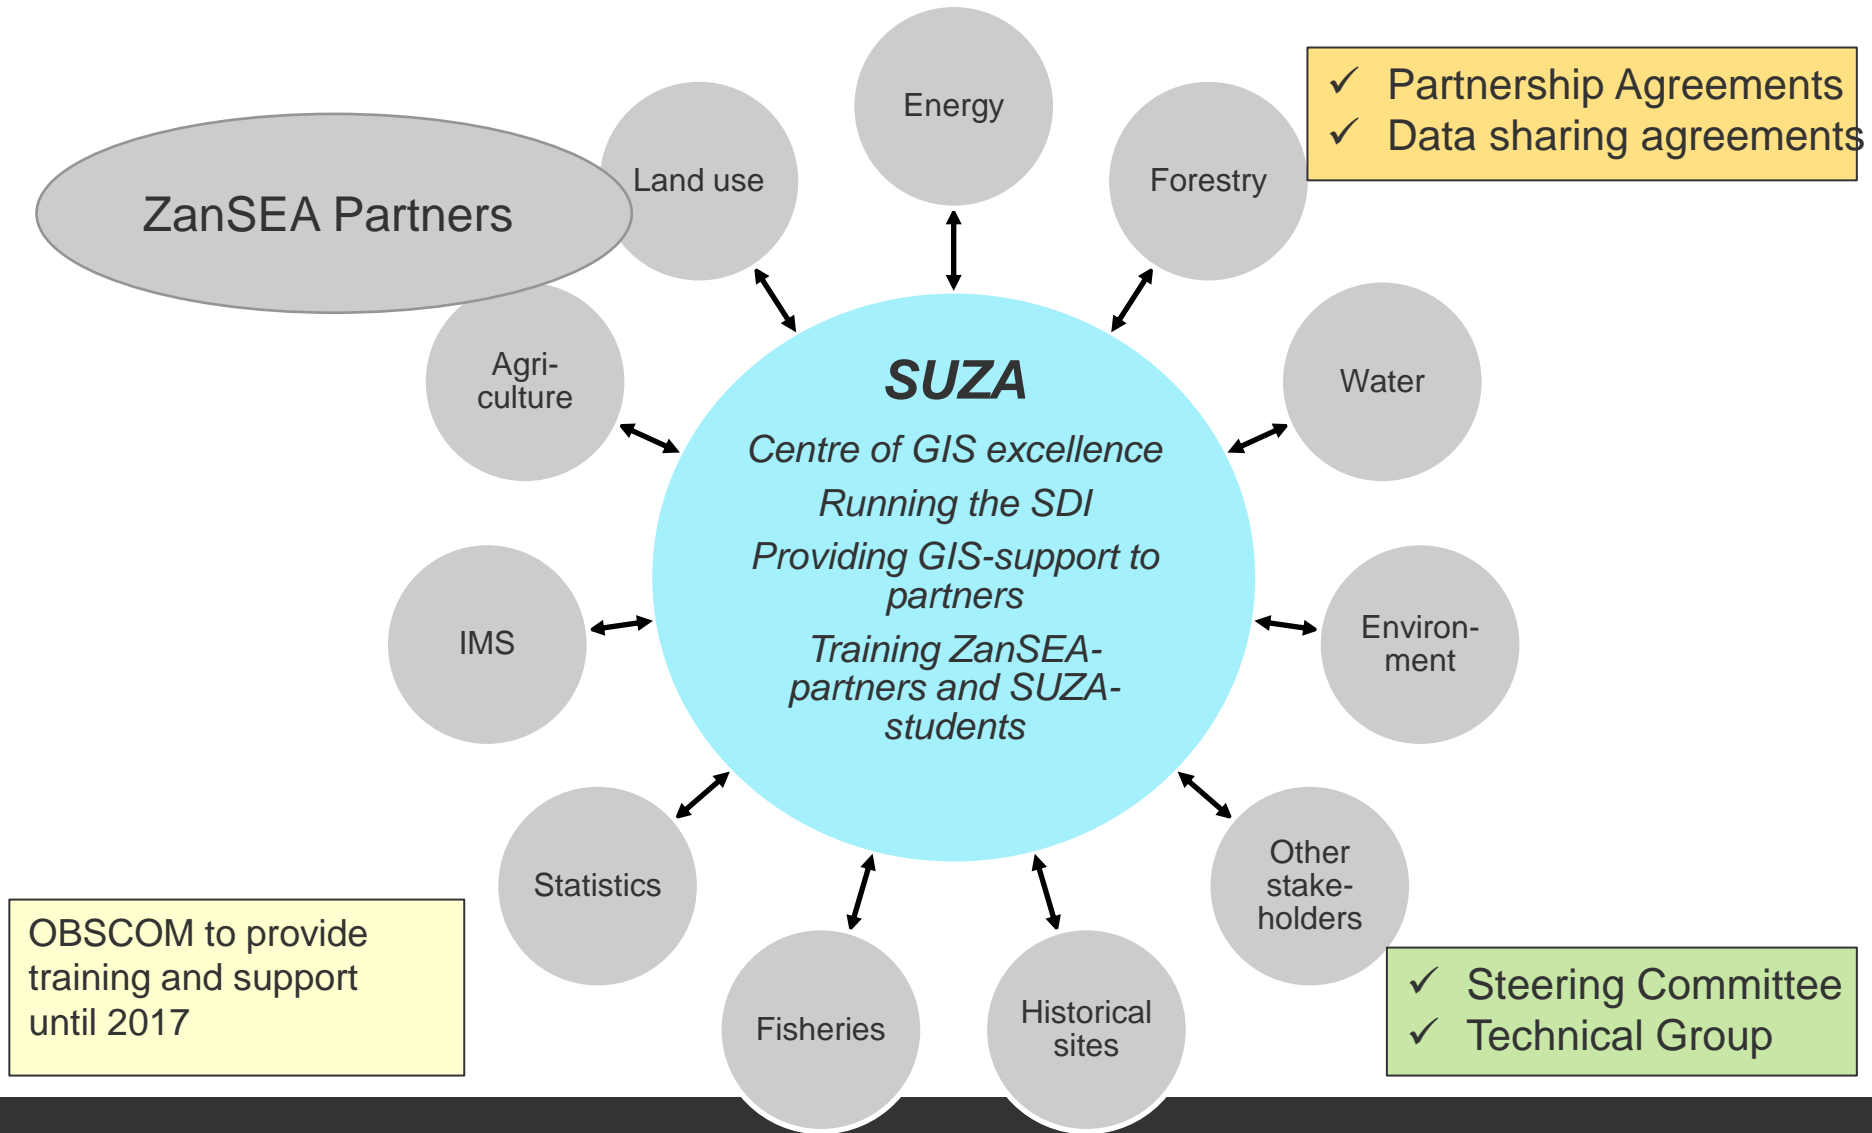 Energy
✓ Partnership Agreements
✓ Data sharing agreements
Land use
Forestry
ZanSEA Partners
Agri-
culture
Water
SUZA
Centre of GIS excellence
Running the SDI
Providing GIS-support to
partners
Training ZanSEA-
partners and SUZA-
students
IMS
Environ-
ment
Statistics
Other
stake-
holders
OBSCOM to provide
training and support
until 2017
Fisheries
Historical
sites
✓ Steering Committee
✓ Technical Group